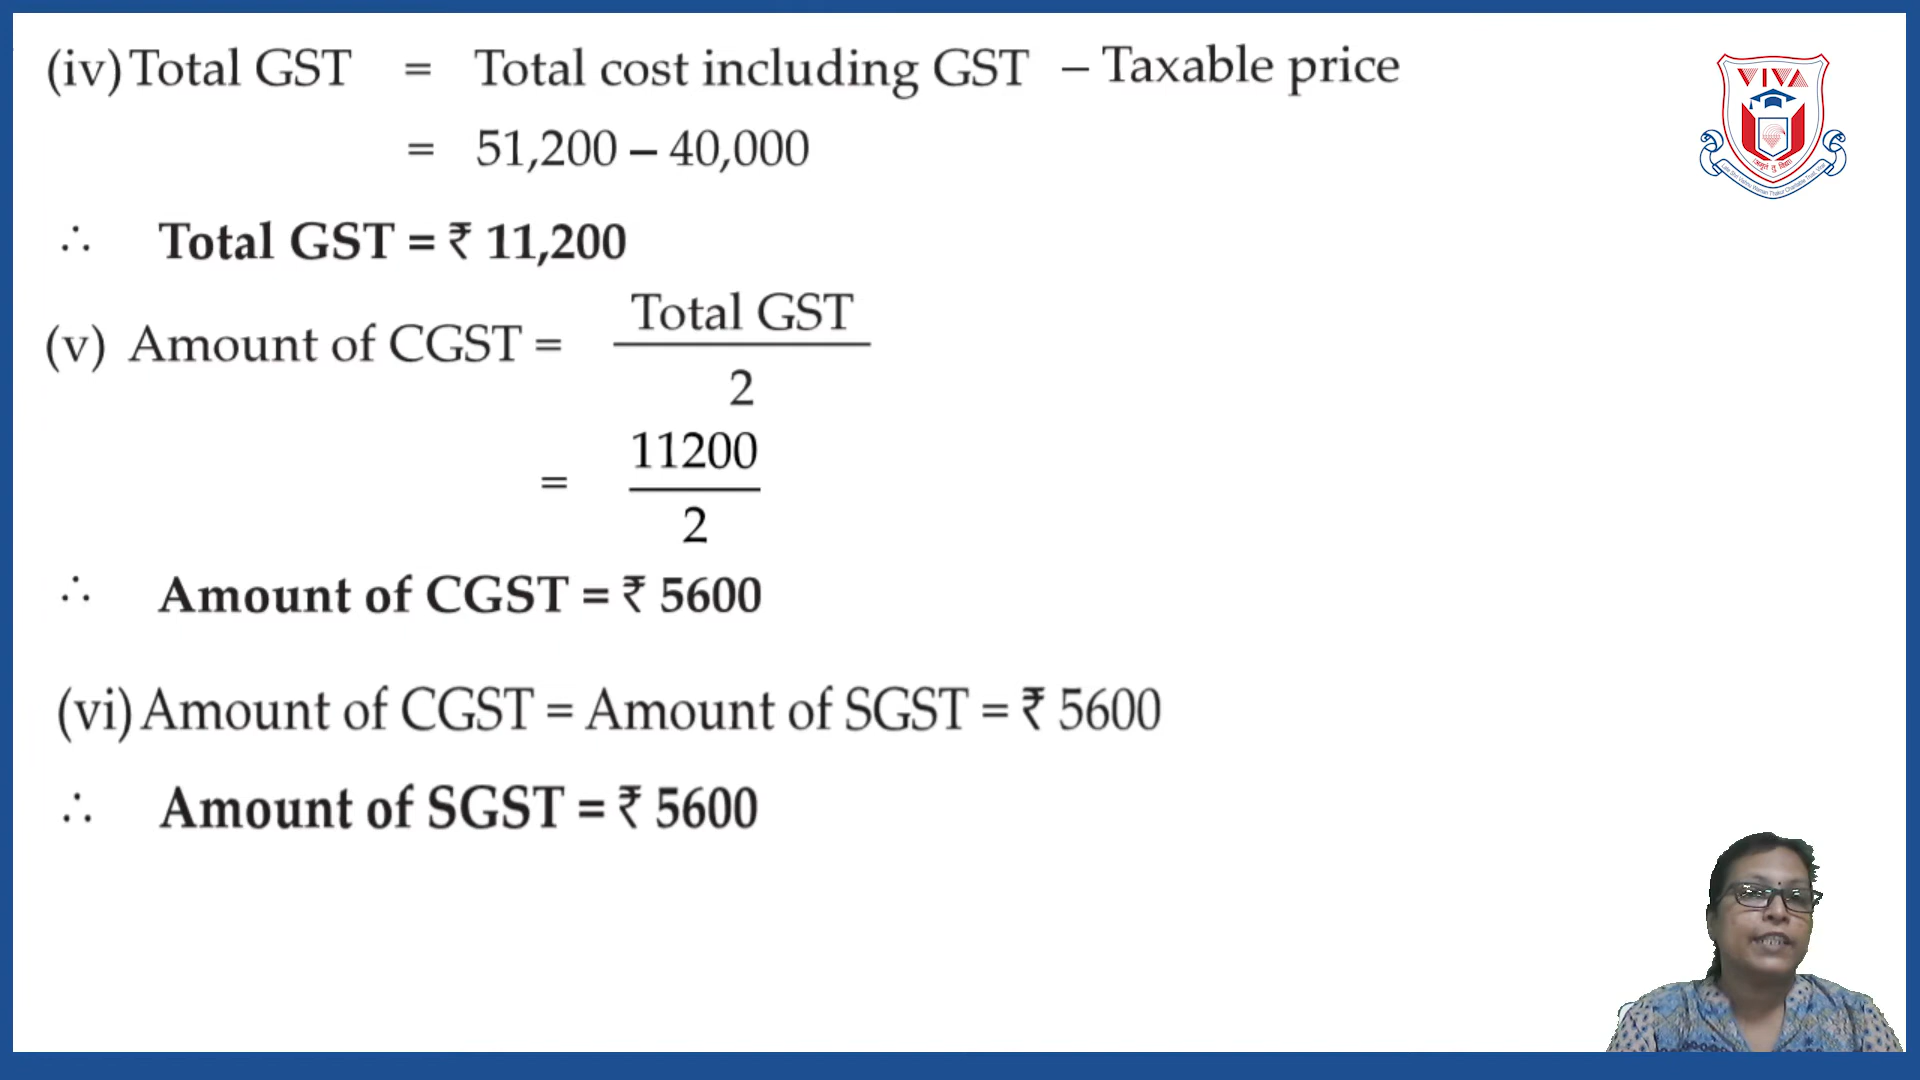 (iv) Total GST = Total cost including GST – Taxable price
= 51,200 – 40,000
∴ Total GST = ₹ 11,200
(v) Amount of CGST = Total GST
2
= 11200
2
∴ Amount of CGST = ₹ 5600
(vi) Amount of CGST = Amount of SGST = ₹ 5600
∴ Amount of SGST = ₹ 5600
VIVA